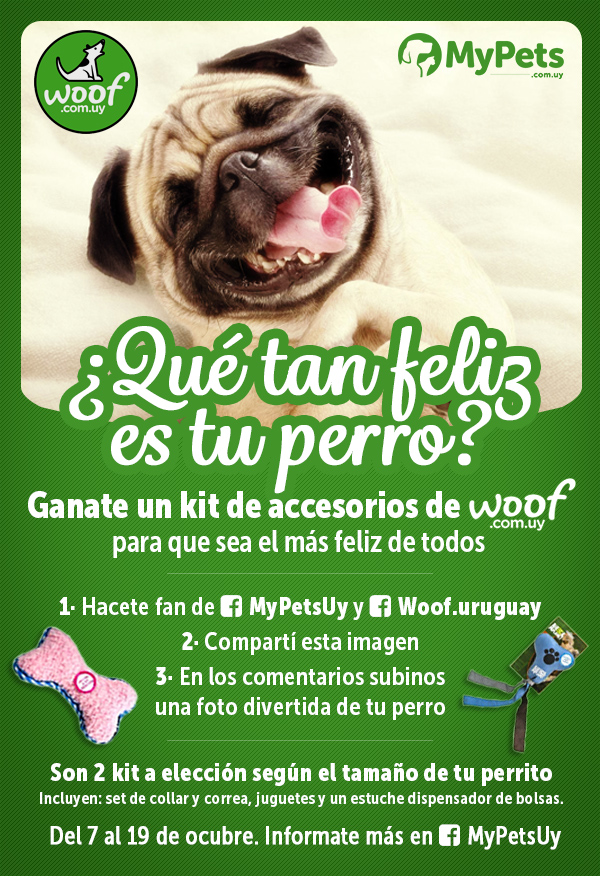 woof
.com.uy
MyPets
.com.uy
¿Qué tan feliz
es tu perro?
Ganate un kit de accesorios de woof
.com.uy
para que sea el más feliz de todos
1· Hacete fan de MyPetsUy y Woof.uruguay
2· Compartí esta imagen
3· En los comentarios subinos
una foto divertida de tu perro
Son 2 kit a elección según el tamaño de tu perrito
Incluyen: set de collar y correa, juguetes y un estuche dispensador de bolsas.
Del 7 al 19 de ocubre. Informate más en MyPetsUy